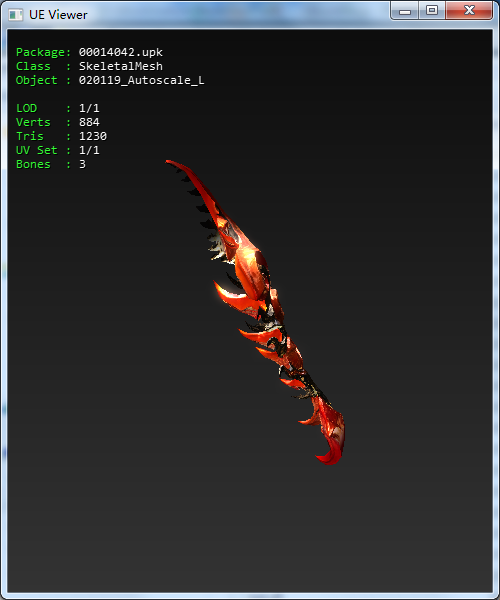 UE Viewer
Package: 00014042.upk
Class : SkeletalMesh
Object : 020119_Autoscale_L
LOD : 1/1
Verts : 884
Tris : 1230
UV Set : 1/1
Bones : 3